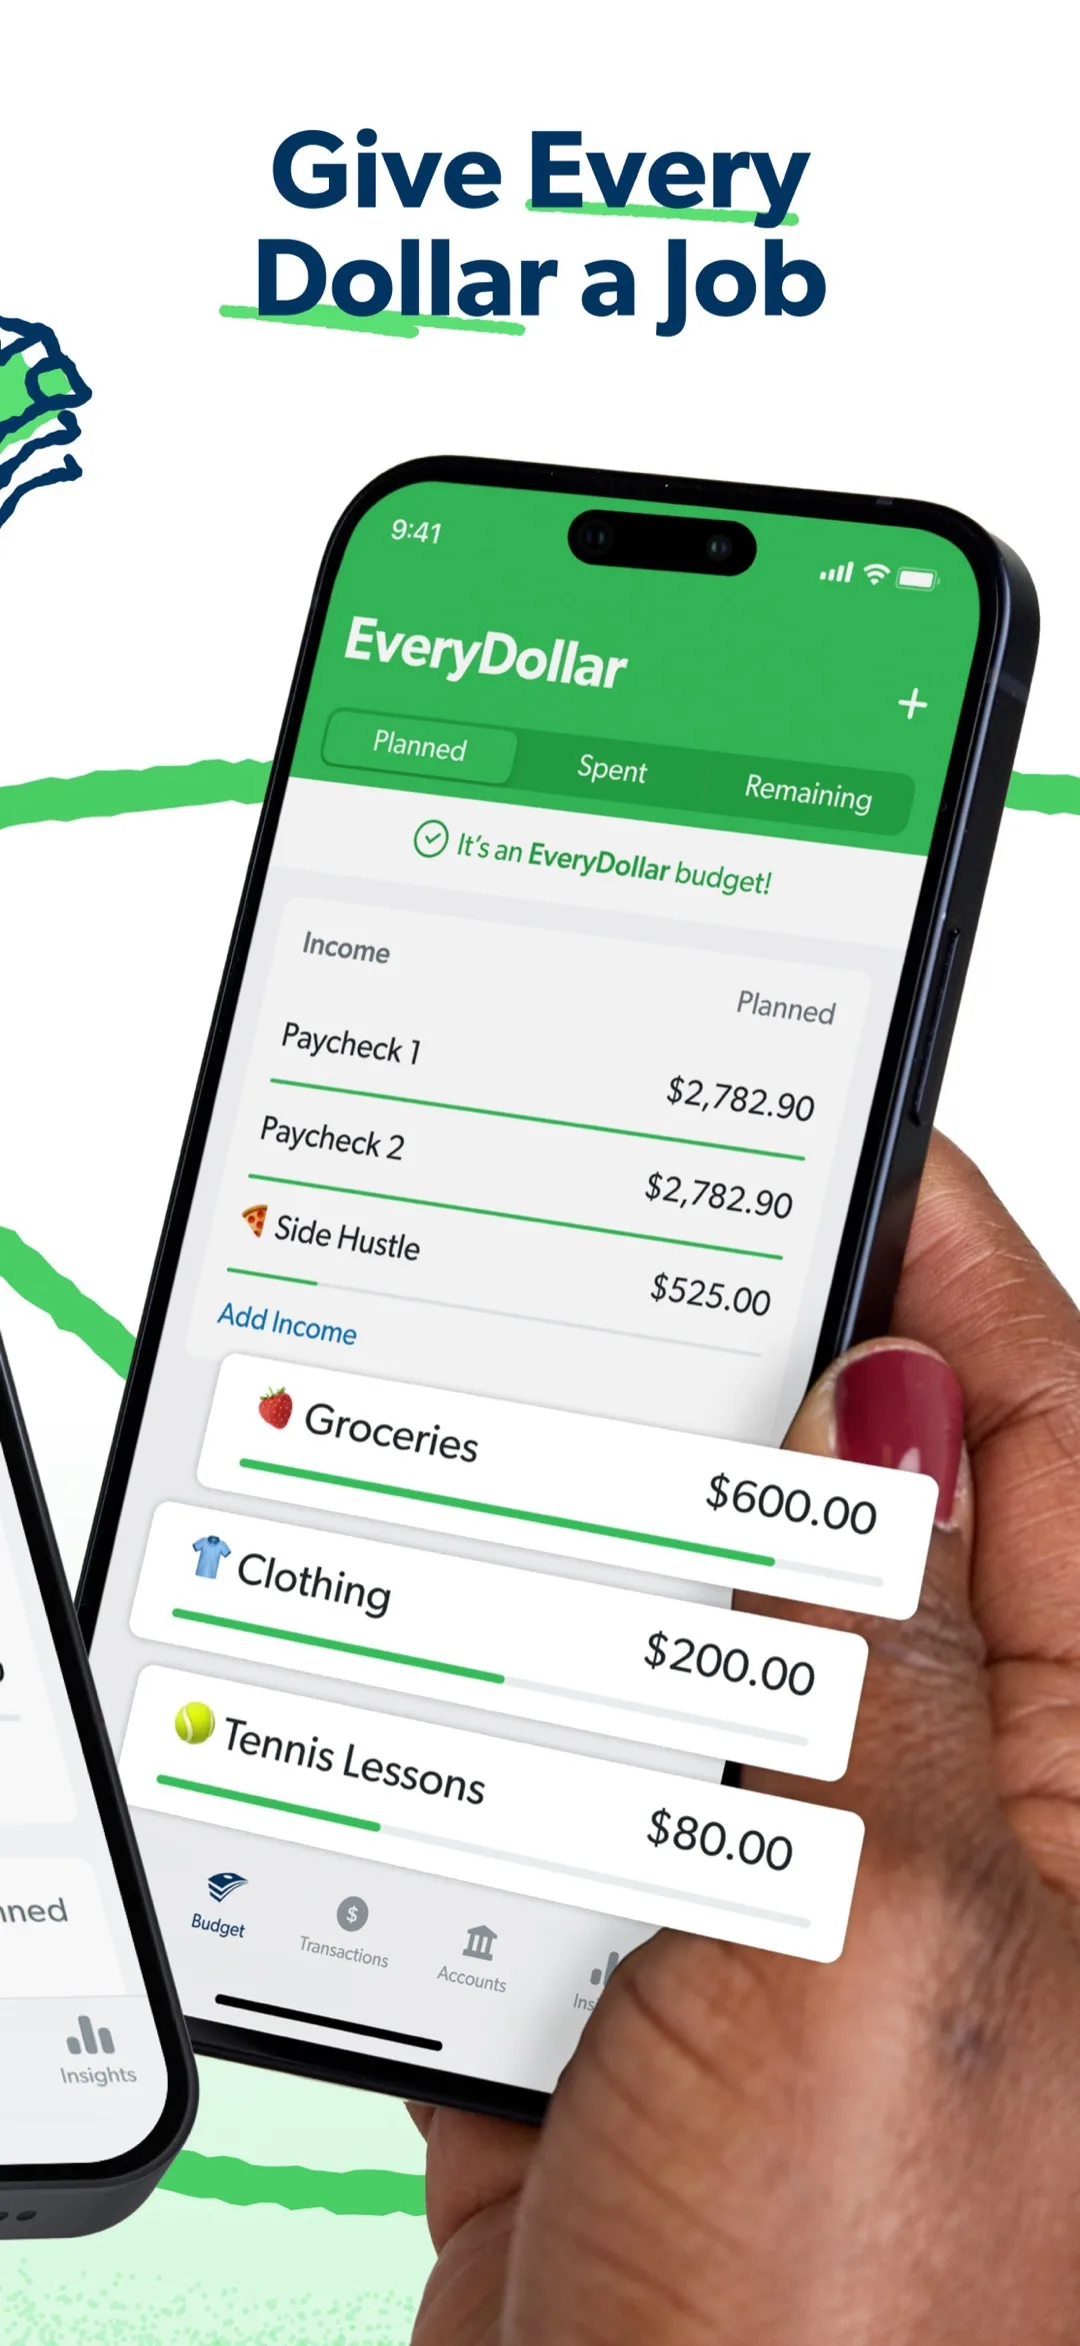 Give Every
Dollar a Job
9:41
EveryDollar
+
Planned
Spent
Remaining
It's an EveryDollar budget!
Income
Planned
Paycheck 1
$2,782.90
Paycheck 2
$2,782.90
Side Hustle
$525.00
Add Income
Groceries
$600.00
Clothing
$200.00
Tennis Lessons
$80.00
Budget
Transactions
Accounts
Insights